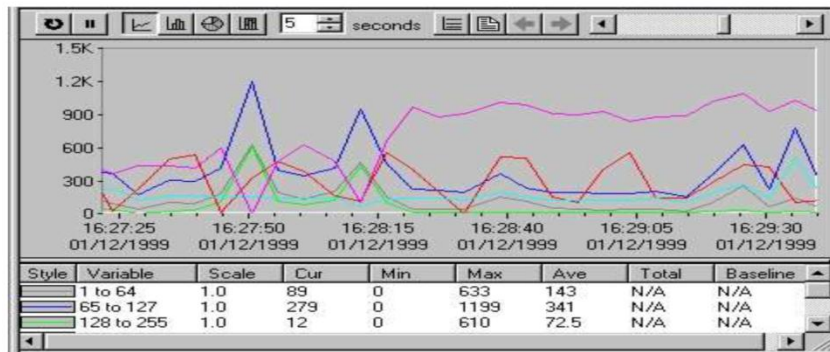 5 seconds
1.5K
1.2K
900
600
300
0
16:27:25 16:27:50 16:28:15 16:28:40 16:29:05 16:29:30
01/12/1999 01/12/1999 01/12/1999 01/12/1999 01/12/1999 01/12/1999
Style Variable Scale Cur Min Max Ave Total Baseline
1 to 64 1.0 89 0 633 143 N/A N/A
65 to 127 1.0 279 0 1199 341 N/A N/A
128 to 255 1.0 12 0 610 72.5 N/A N/A